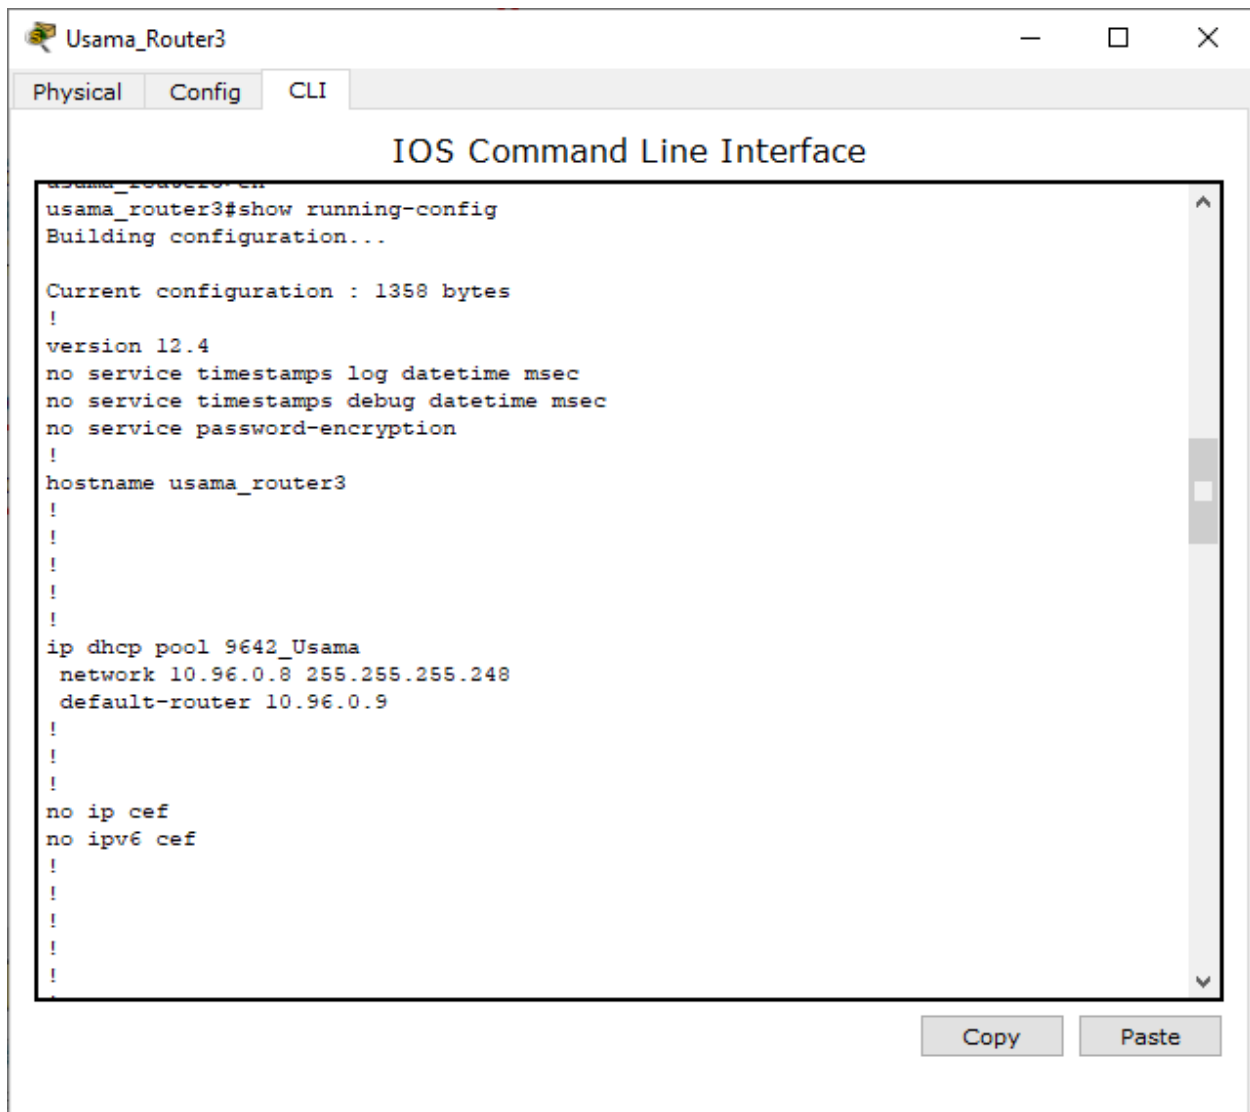 Usama_Router3
Physical Config CLI
IOS Command Line Interface
usama_router3#show running-config
Building configuration...
Current configuration : 1358 bytes
!
version 12.4
no service timestamps log datetime msec
no service timestamps debug datetime msec
no service password-encryption
!
hostname usama_router3
!
!
!
!
!
ip dhcp pool 9642_Usama
network 10.96.0.8 255.255.255.248
default-router 10.96.0.9
!
!
!
no ip cef
no ipv6 cef
!
!
!
!
!
Copy Paste